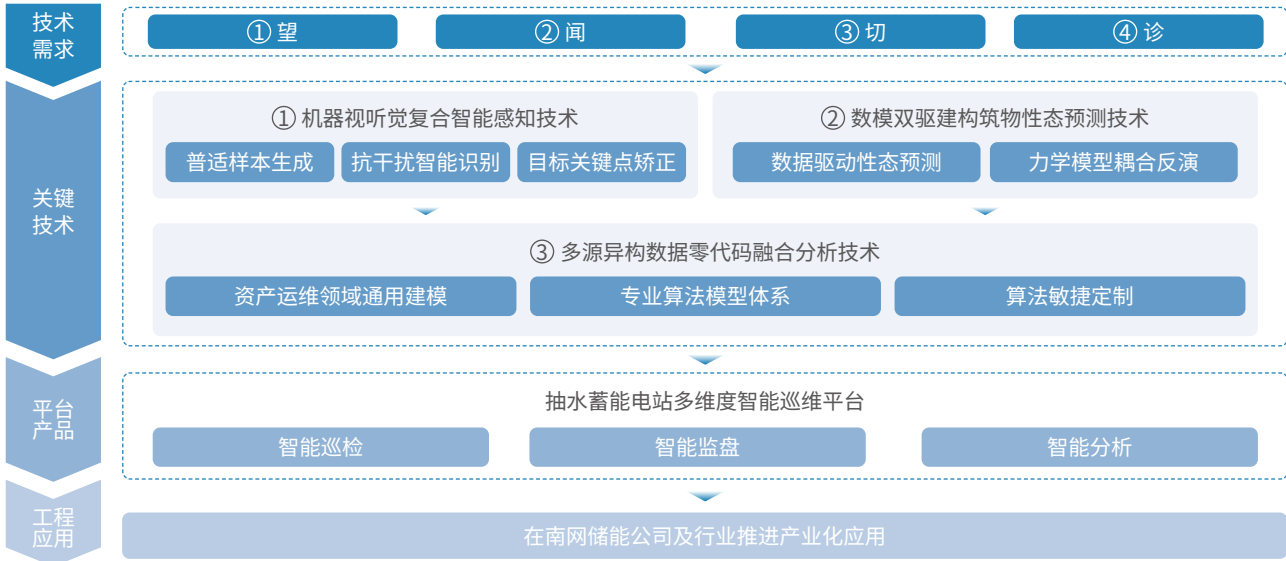 技术
需求
① 望
② 闻
③ 切
④ 诊
关键
技术
① 机器视听觉复合智能感知技术
普适样本生成
抗干扰智能识别
目标关键点矫正
② 数模双驱建构筑物性态预测技术
数据驱动性态预测
力学模型耦合反演
③ 多源异构数据零代码融合分析技术
资产运维领域通用建模
专业算法模型体系
算法敏捷定制
平台
产品
抽水蓄能电站多维度智能巡维平台
智能巡检
智能监盘
智能分析
工程
应用
在南网储能公司及行业推进产业化应用